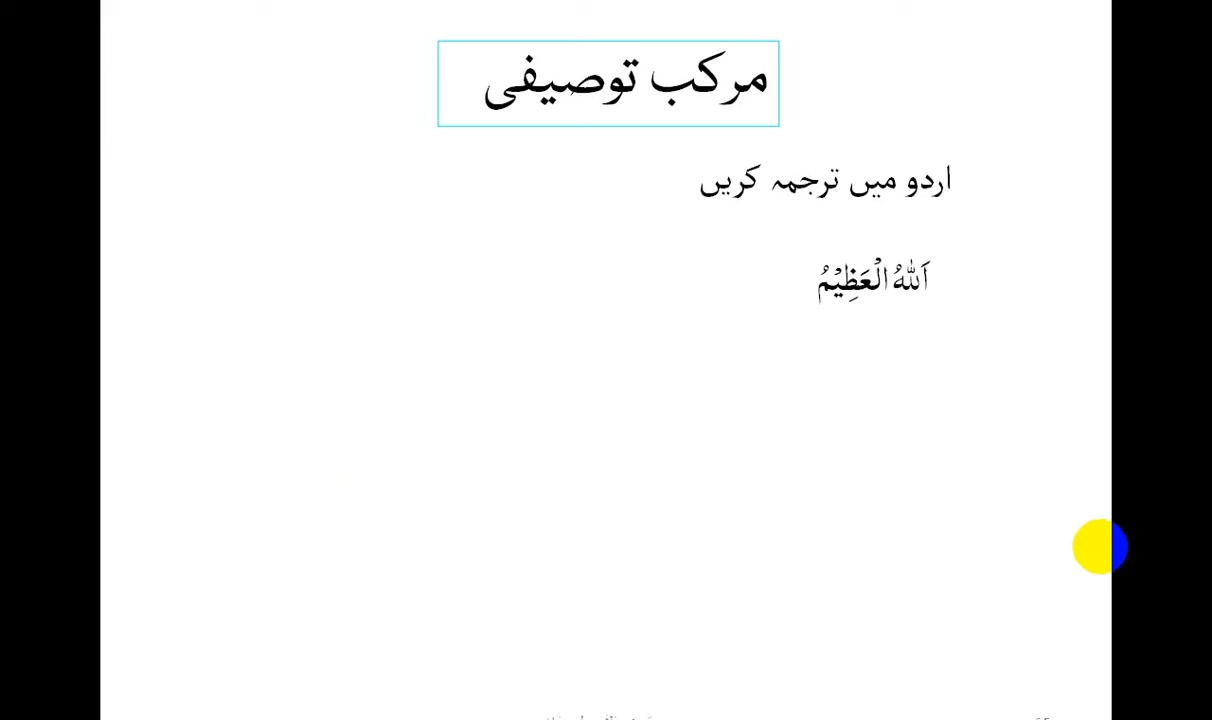 مرکب توصیفی
اردو میں ترجمہ کریں
اَللّٰهُ الْعَظِيْمُ